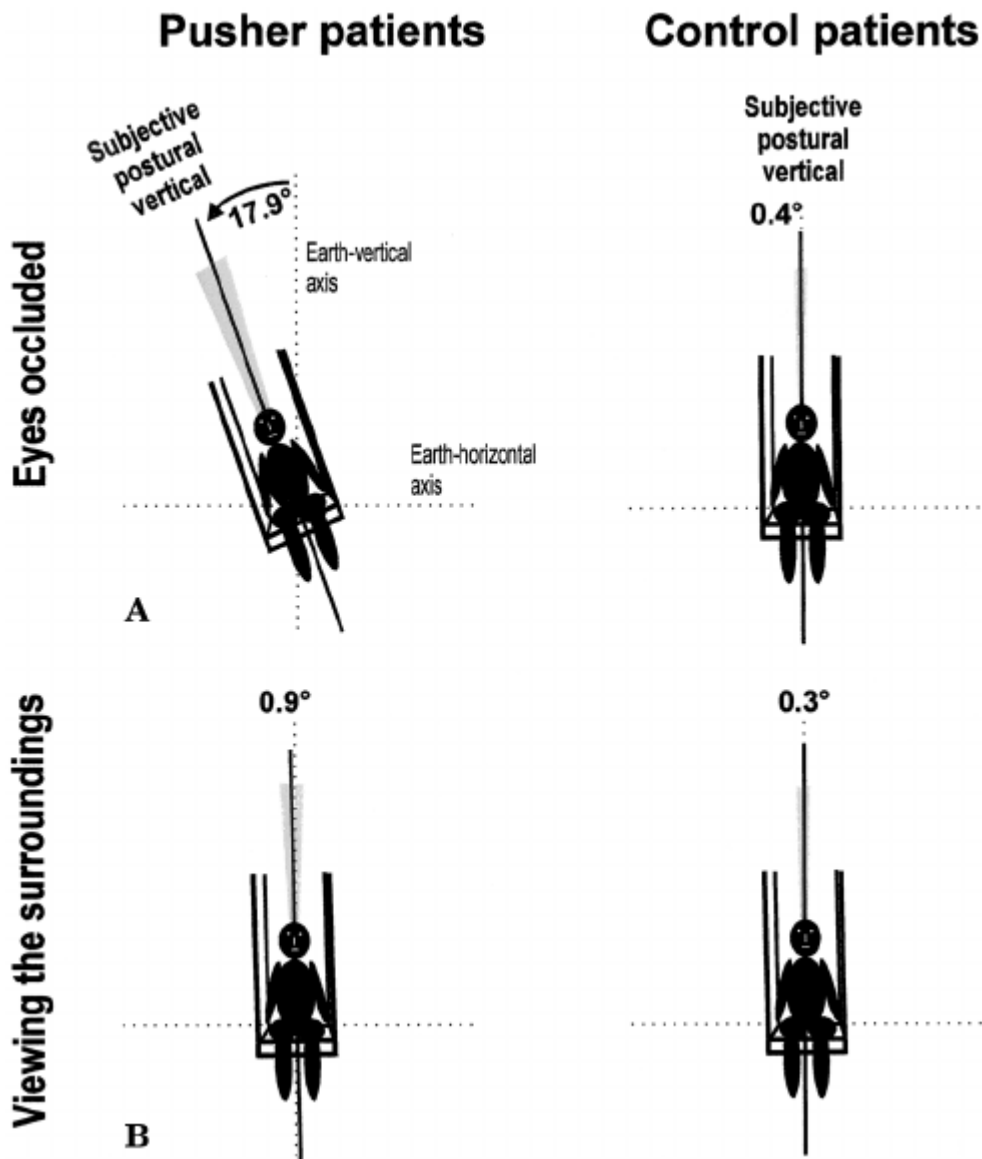 Pusher patients
Control patients
Eyes occluded
Subjective
postural
vertical
17.9°
Earth-vertical
axis
Earth-horizontal
axis
A
Subjective
postural
vertical
0.4°
Viewing the surroundings
0.9°
B
0.3°